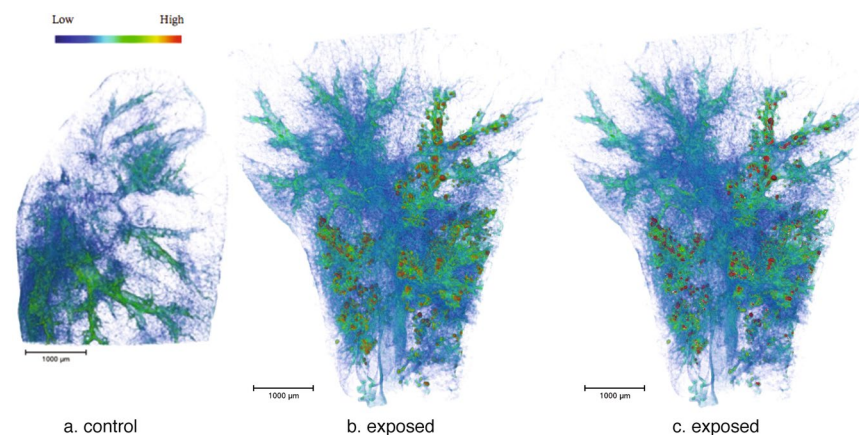 Low High
1000 µm
1000 µm
1000 µm
a. control
b. exposed
c. exposed